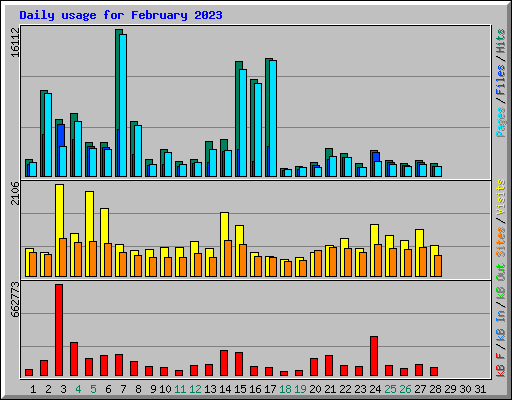 Daily usage for February 2023
16112
Pages / Files / Hits
2106
Sites / Visits
662773
kB F / kB In / kB Out
1 2 3 4 5 6 7 8 9 10 11 12 13 14 15 16 17 18 19 20 21 22 23 24 25 26 27 28 29 30 31